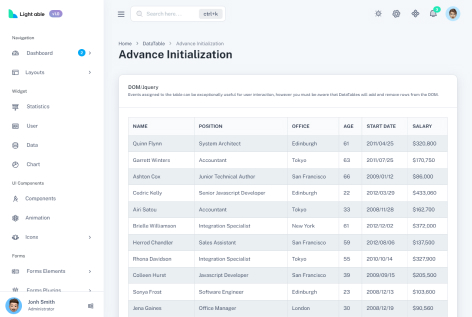 Light able v1.0
Search here... ctrl+k
Navigation
Dashboard
Layouts
Widget
Statistics
User
Data
Chart
UI Components
Components
Animation
Icons
Forms
Forms Elements
Forms Plugins
Jonh Smith
Administrator
Home > DataTable > Advance initialization
Advance Initialization
DOM/Jquery
Events assigned to the table can be exceptionally useful for user interaction, however you must be aware that DataTables will add and remove rows from the DOM.
NAME POSITION OFFICE AGE START DATE SALARY
Quinn Flynn System Architect Edinburgh 61 2011/04/25 $320,800
Garrett Winters Accountant Tokyo 63 2011/07/25 $170,750
Ashton Cox Junior Technical Author San Francisco 66 2009/01/12 $86,000
Cedric Kelly Senior Javascript Developer Edinburgh 22 2012/03/29 $433,060
Airi Satou Accountant Tokyo 33 2008/11/28 $162,700
Brielle Williamson Integration Specialist New York 61 2012/12/02 $372,000
Herrod Chandler Sales Assistant San Francisco 59 2012/08/06 $137,500
Rhona Davidson Integration Specialist Tokyo 55 2010/10/14 $327,900
Colleen Hurst Javascript Developer San Francisco 39 2009/09/15 $205,500
Sonya Frost Software Engineer Edinburgh 23 2008/12/13 $103,600
Jena Gaines Office Manager London 30 2008/12/19 $90,560